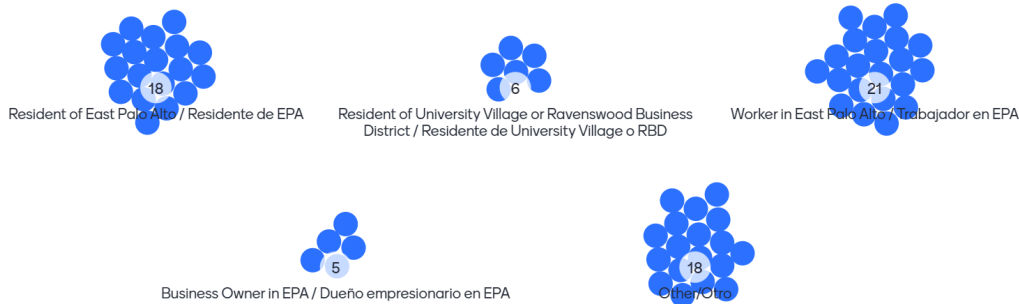 18
Resident of East Palo Alto / Residente de EPA
6
Resident of University Village or Ravenswood Business
District / Residente de University Village o RBD
21
Worker in East Palo Alto / Trabajador en EPA
5
Business Owner in EPA / Dueño empresionario en EPA
18
Other/Otro